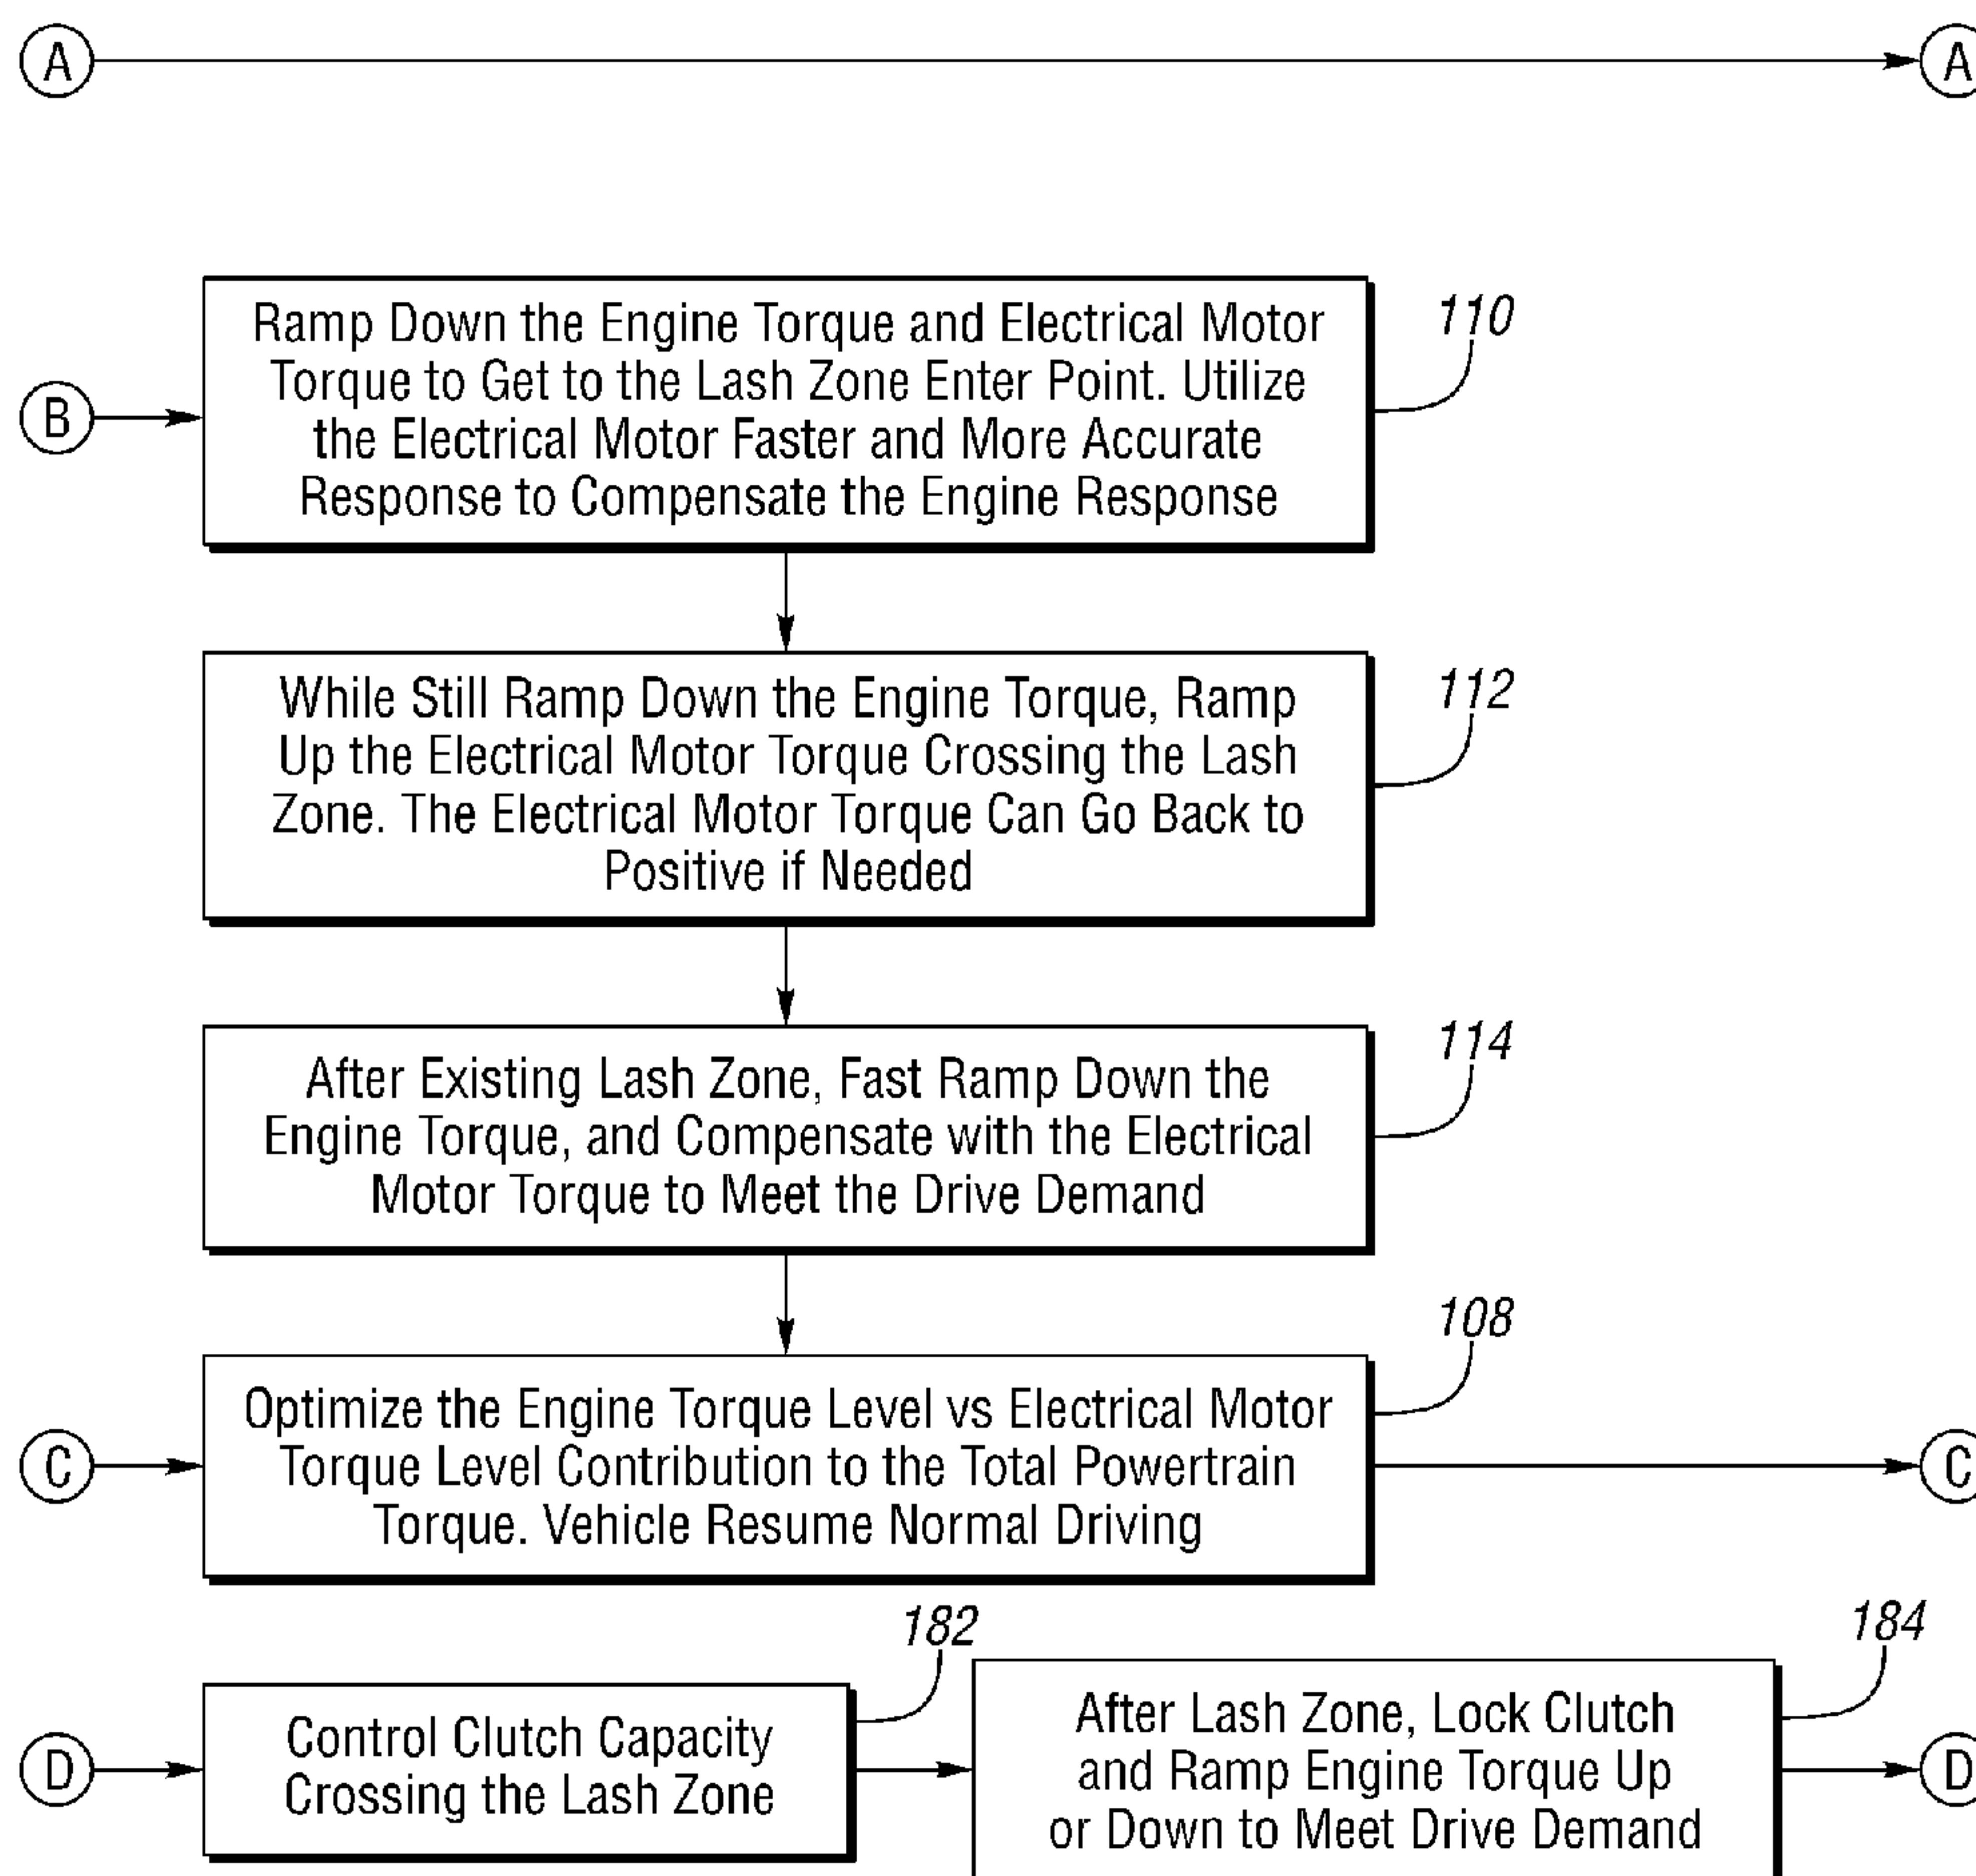 A
A
110
Ramp Down the Engine Torque and Electrical Motor
Torque to Get to the Lash Zone Enter Point. Utilize
the Electrical Motor Faster and More Accurate
Response to Compensate the Engine Response
B
112
While Still Ramp Down the Engine Torque, Ramp
Up the Electrical Motor Torque Crossing the Lash
Zone. The Electrical Motor Torque Can Go Back to
Positive if Needed
114
After Existing Lash Zone, Fast Ramp Down the
Engine Torque, and Compensate with the Electrical
Motor Torque to Meet the Drive Demand
108
Optimize the Engine Torque Level vs Electrical Motor
Torque Level Contribution to the Total Powertrain
Torque. Vehicle Resume Normal Driving
C
C
182
184
D
Control Clutch Capacity
Crossing the Lash Zone
After Lash Zone, Lock Clutch
and Ramp Engine Torque Up
or Down to Meet Drive Demand
D